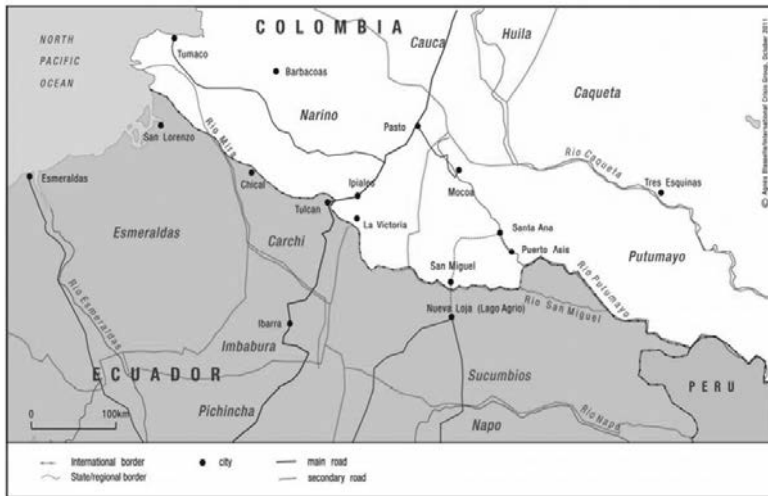 COLOMBIA
NORTH
PACIFIC
OCEAN
Tumaco
Barbacoas
Cauca
Huila
Caqueta
Narino
Pasto
San Lorenzo
Rio Mira
Rio Caqueta
Esmeraldas
Chical
Ipiales
Mocoa
Tres Esquinas
Tulcan
La Victoria
Esmeraldas
Carchi
Santa Ana
Puerto Asis
Putumayo
San Miguel
Rio Putumayo
Rio San Miguel
Nueva Loja (Lago Agrio)
Rio Esmeraldas
Ibarra
Imbabura
ECUADOR
Sucumbios
PERU
Pichincha
Rio Napo
Napo
0 100km
International border
State/regional border
city
main road
secondary road
/International Crisis Group, October 2011